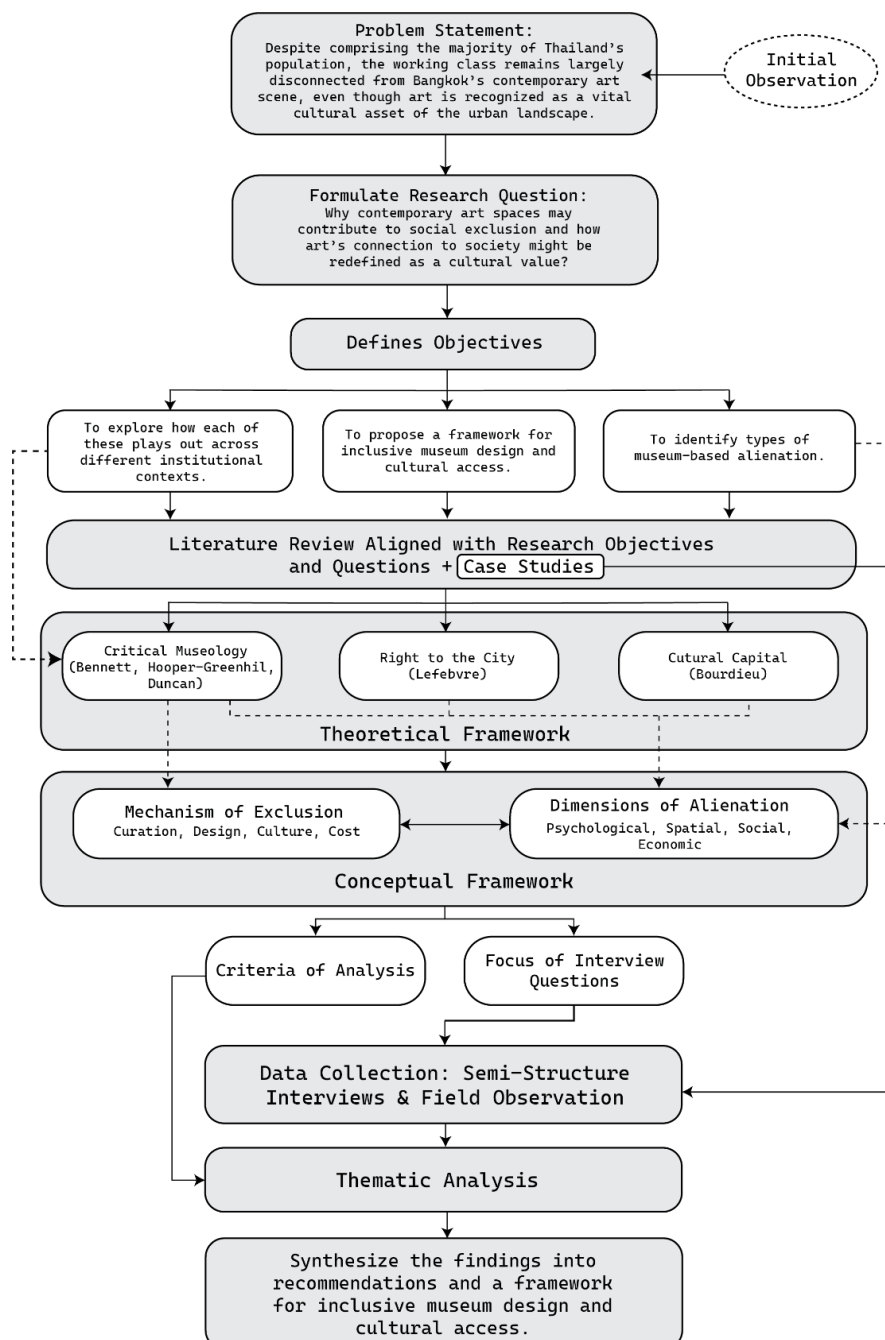 Problem Statement:
Despite comprising the majority of Thailand's
population, the working class remains largely
disconnected from Bangkok's contemporary art
scene, even though art is recognized as a vital
cultural asset of the urban landscape.
Initial
Observation
Formulate Research Question:
Why contemporary art spaces may
contribute to social exclusion and how
art's connection to society might be
redefined as a cultural value?
Defines Objectives
To explore how each of
these plays out across
different institutional
contexts.
To propose a framework for
inclusive museum design and
cultural access.
To identify types of
museum-based alienation.
Literature Review Aligned with Research Objectives
and Questions + Case Studies
Critical Museology
(Bennett, Hooper-Greenhil,
Duncan)
Right to the City
(Lefebvre)
Cutural Capital
(Bourdieu)
Theoretical Framework
Mechanism of Exclusion
Curation, Design, Culture, Cost
Dimensions of Alienation
Psychological, Spatial, Social,
Economic
Conceptual Framework
Criteria of Analysis
Focus of Interview
Questions
Data Collection: Semi-Structure
Interviews & Field Observation
Thematic Analysis
Synthesize the findings into
recommendations and a framework
for inclusive museum design and
cultural access.